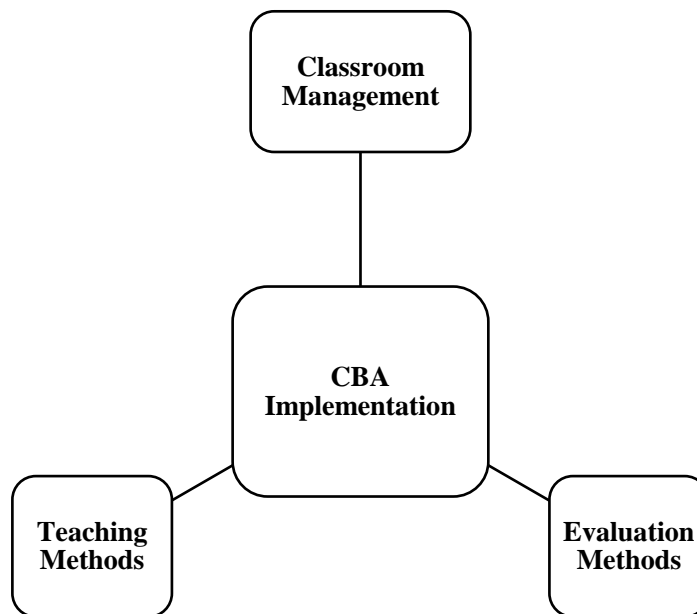 Classroom
Management
CBA
Implementation
Teaching
Methods
Evaluation
Methods